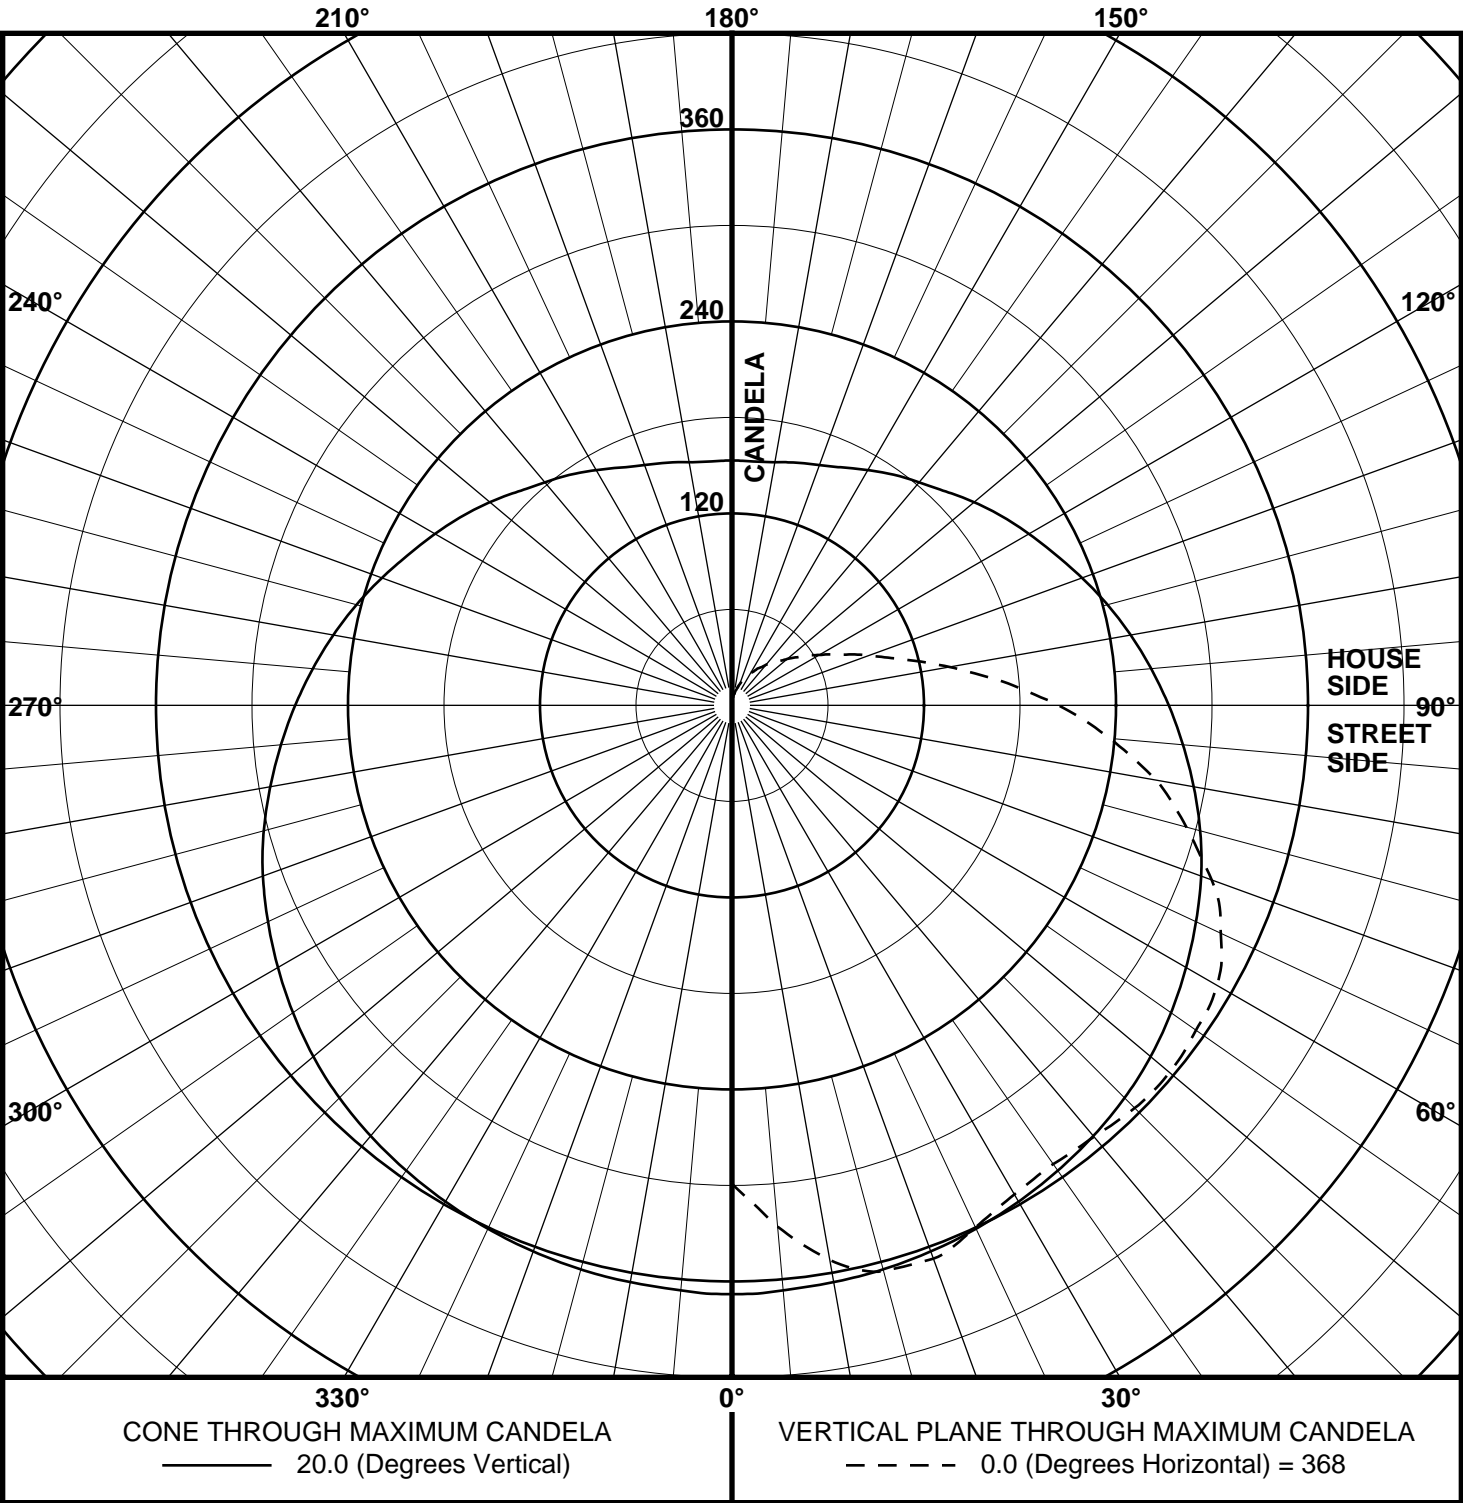 210°
180°
150°
360
240°
120°
240
CANDELA
120
HOUSE
SIDE
270°
90°
STREET
SIDE
300°
60°
330°
0°
30°
CONE THROUGH MAXIMUM CANDELA
20.0 (Degrees Vertical)
VERTICAL PLANE THROUGH MAXIMUM CANDELA
0.0 (Degrees Horizontal) = 368